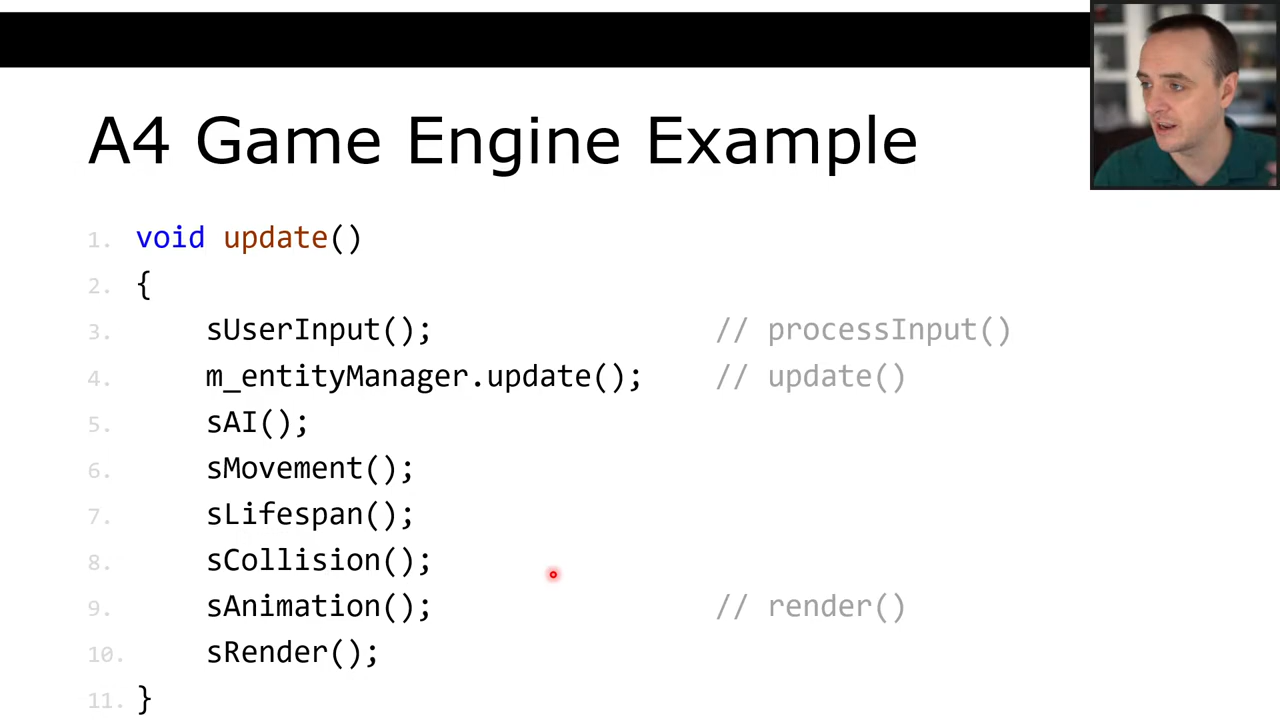 A4 Game Engine Example
1. void update()
2. {
3. sUserInput(); // processInput()
4. m_entityManager.update(); // update()
5. sAI();
6. sMovement();
7. sLifespan();
8. sCollision();
9. sAnimation(); // render()
10. sRender();
11. }